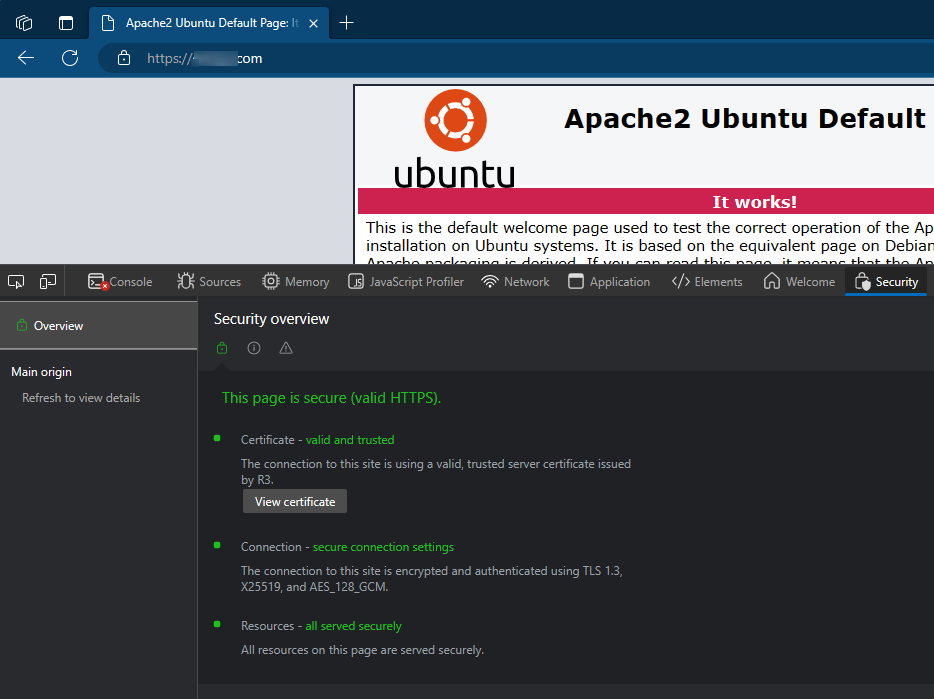 Apache2 Ubuntu Default Page: It
https://
com
ubuntu
Apache2 Ubuntu Default
It works!
This is the default welcome page used to test the correct operation of the Ap
installation on Ubuntu systems. It is based on the equivalent page on Debian
Apache packaging is derived. If you can read this page, it means that the Ap
Console Sources Memory JavaScript Profiler Network Application Elements Welcome Security
Overview
Main origin
Refresh to view details
Security overview
This page is secure (valid HTTPS).
Certificate - valid and trusted
The connection to this site is using a valid, trusted server certificate issued
by R3.
View certificate
Connection - secure connection settings
The connection to this site is encrypted and authenticated using TLS 1.3,
X25519, and AES_128_GCM.
Resources - all served securely
All resources on this page are served securely.